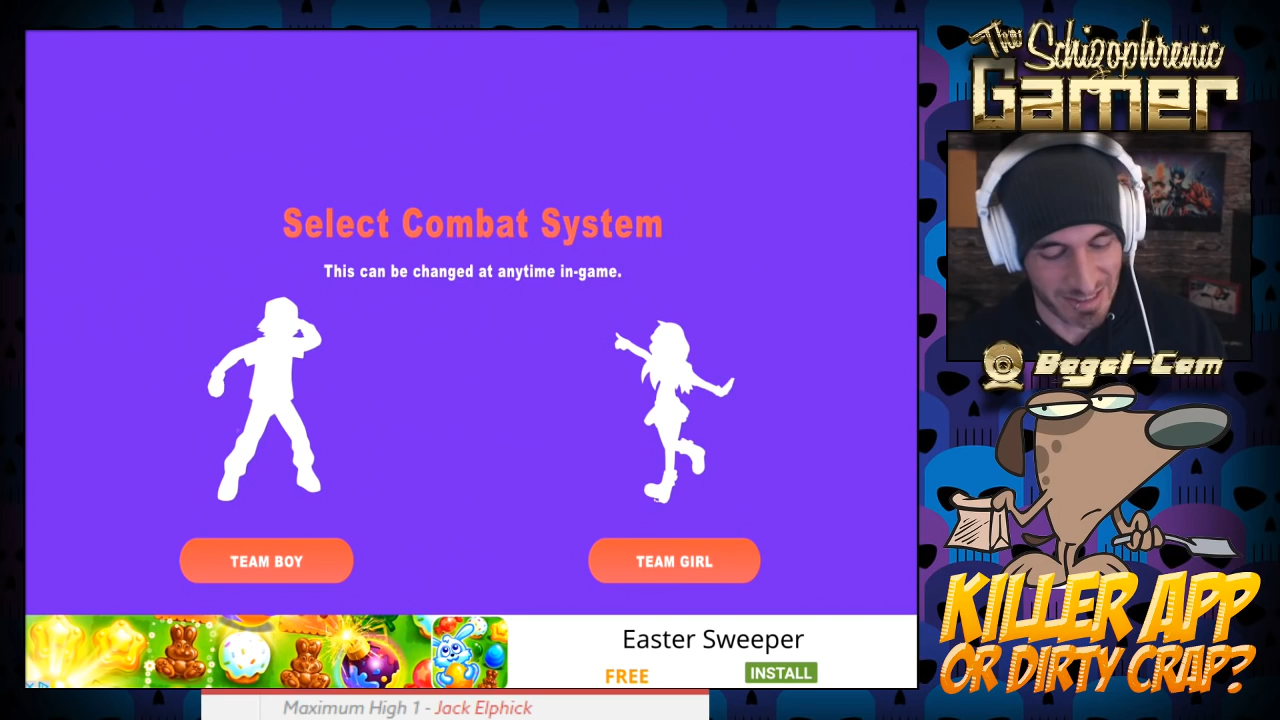 The Schizophrenic
Gamer
Select Combat System
This can be changed at anytime in-game.
TEAM BOY
TEAM GIRL
Bagel-Cam
KILLER APP
OR DIRTY CRAP?
Easter Sweeper
FREE
INSTALL
Maximum High 1 - Jack Elphick